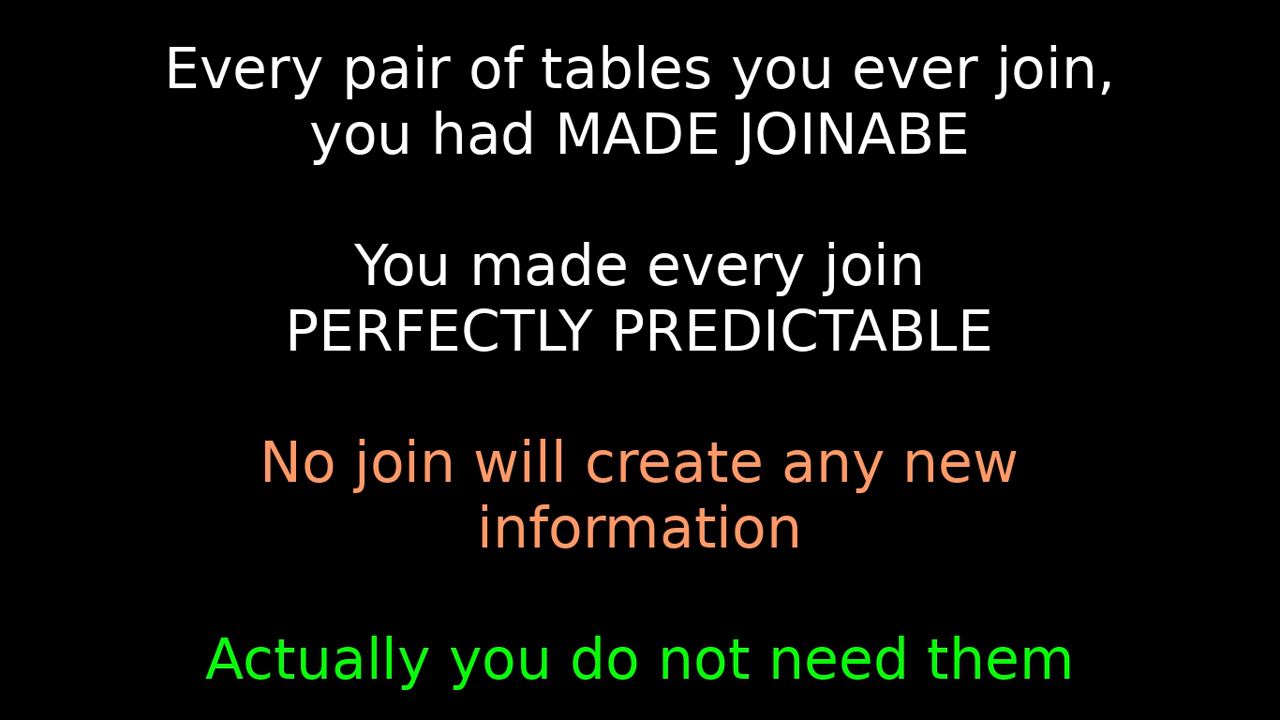 Every pair of tables you ever join,
you had MADE JOINABE
You made every join
PERFECTLY PREDICTABLE
No join will create any new
information
Actually you do not need them